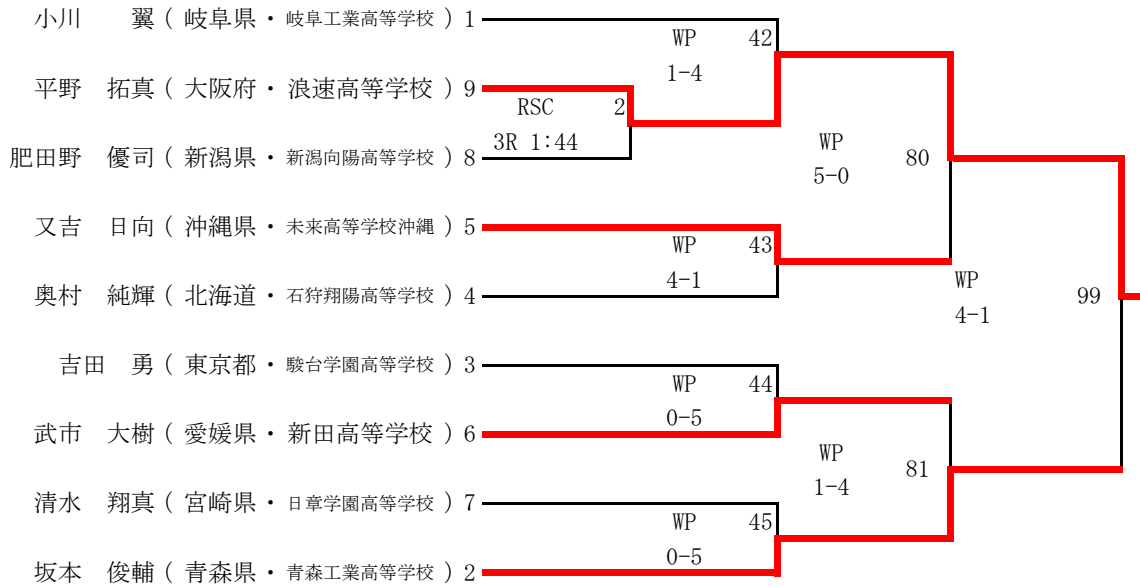 小川 翼 ( 岐阜県・岐阜工業高等学校 ) 1
WP 42
1-4
平野 拓真 ( 大阪府・浪速高等学校 ) 9
RSC 2
3R 1:44
肥田野 優司 ( 新潟県・新潟向陽高等学校 ) 8
WP 80
5-0
又吉 日向 ( 沖縄県・未来高等学校沖縄 ) 5
WP 43
4-1
奥村 純輝 ( 北海道・石狩翔陽高等学校 ) 4
WP 99
4-1
吉田 勇 ( 東京都・駿台学園高等学校 ) 3
WP 44
0-5
武市 大樹 ( 愛媛県・新田高等学校 ) 6
WP 81
1-4
清水 翔真 ( 宮崎県・日章学園高等学校 ) 7
WP 45
0-5
坂本 俊輔 ( 青森県・青森工業高等学校 ) 2